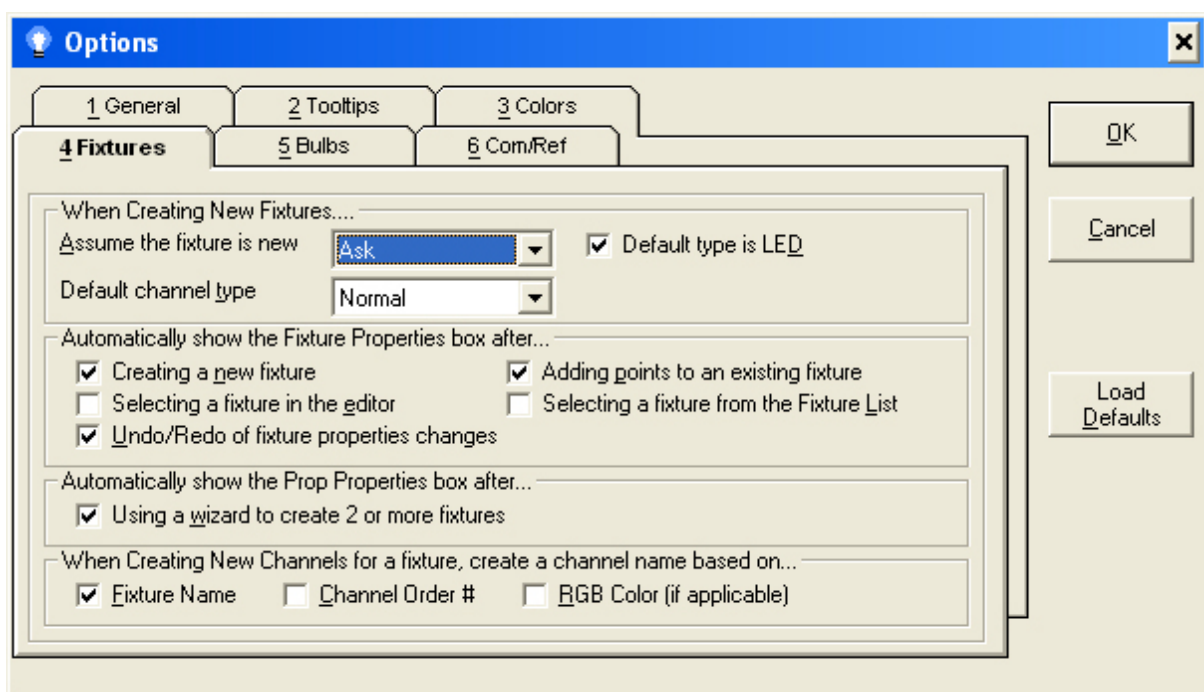 Options
1 General
2 Tooltips
3 Colors
4 Fixtures
5 Bulbs
6 Com/Ref
OK
Cancel
Load
Defaults
When Creating New Fixtures....
Assume the fixture is new
Ask
Default type is LED
Default channel type
Normal
Automatically show the Fixture Properties box after...
Creating a new fixture
Adding points to an existing fixture
Selecting a fixture in the editor
Selecting a fixture from the Fixture List
Undo/Redo of fixture properties changes
Automatically show the Prop Properties box after...
Using a wizard to create 2 or more fixtures
When Creating New Channels for a fixture, create a channel name based on...
Fixture Name
Channel Order #
RGB Color (if applicable)